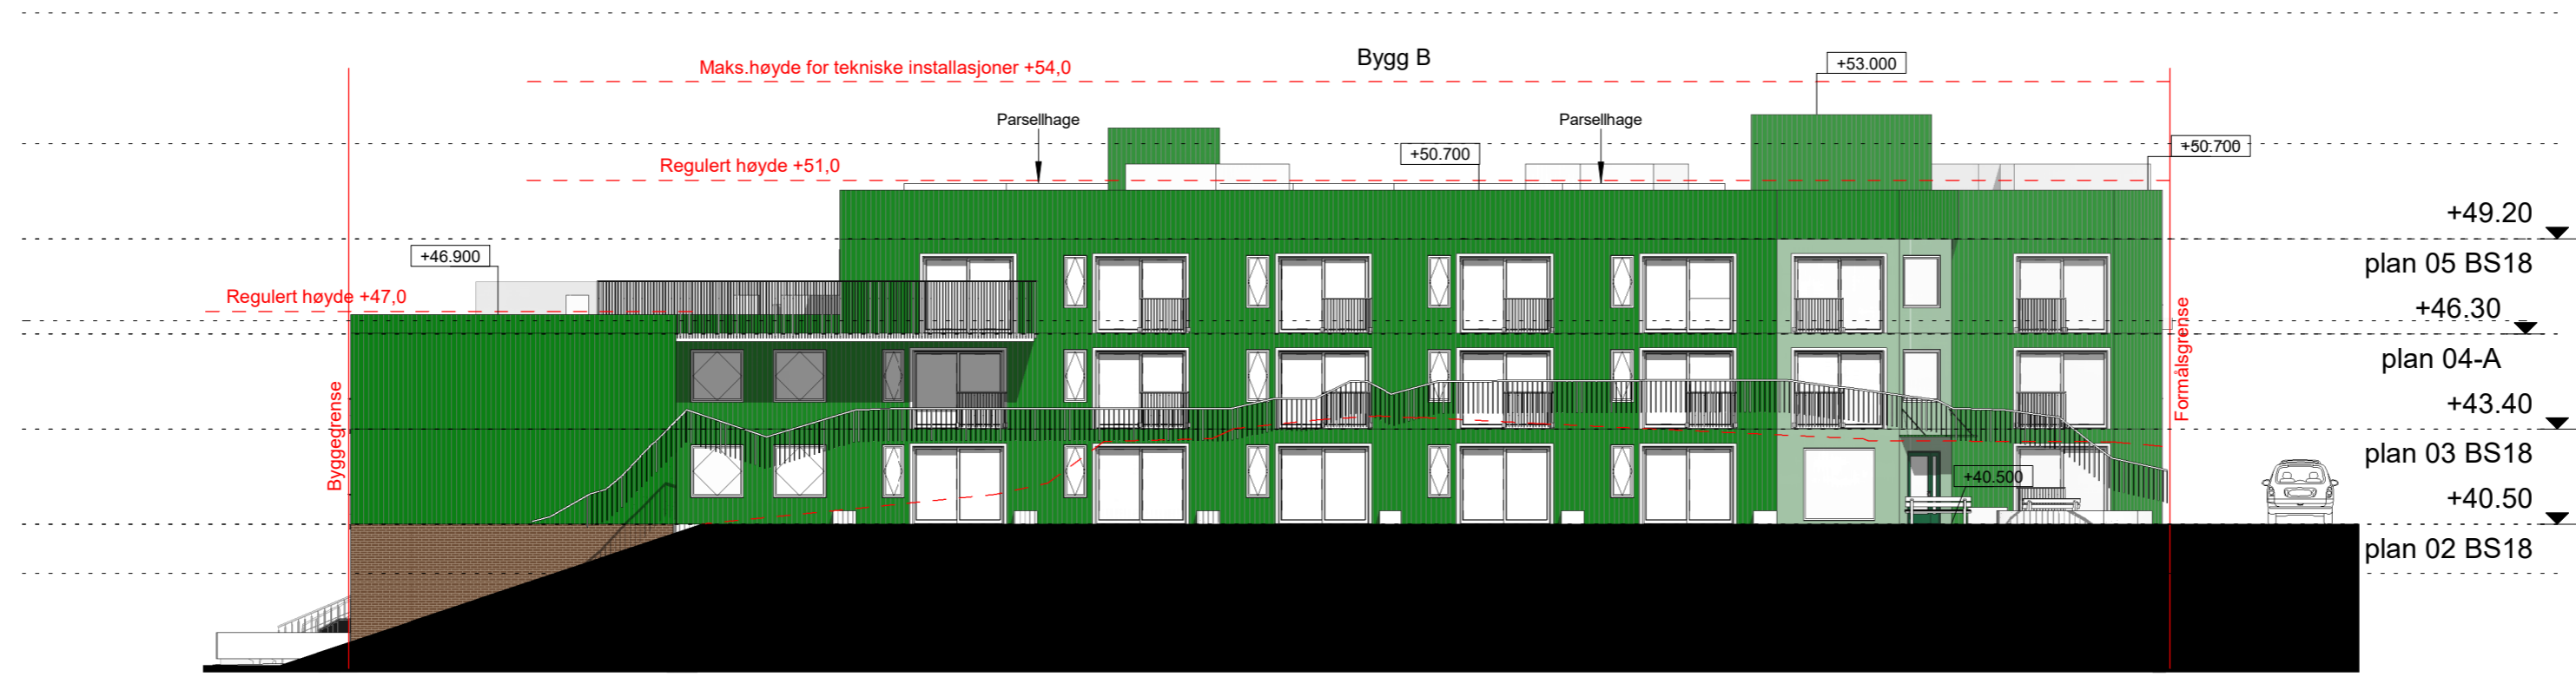 Bygg B
Maks.høyde for tekniske installasjoner +54,0
+53.000
Parsellhage
Parsellhage
+50.700
+50.700
Regulert høyde +51,0
+49.20
+46.900
plan 05 BS18
Regulert høyde +47,0
+46.30
plan 04-A
Byggegrense
Formålsgrense
+43.40
plan 03 BS18
+40.500
+40.50
plan 02 BS18